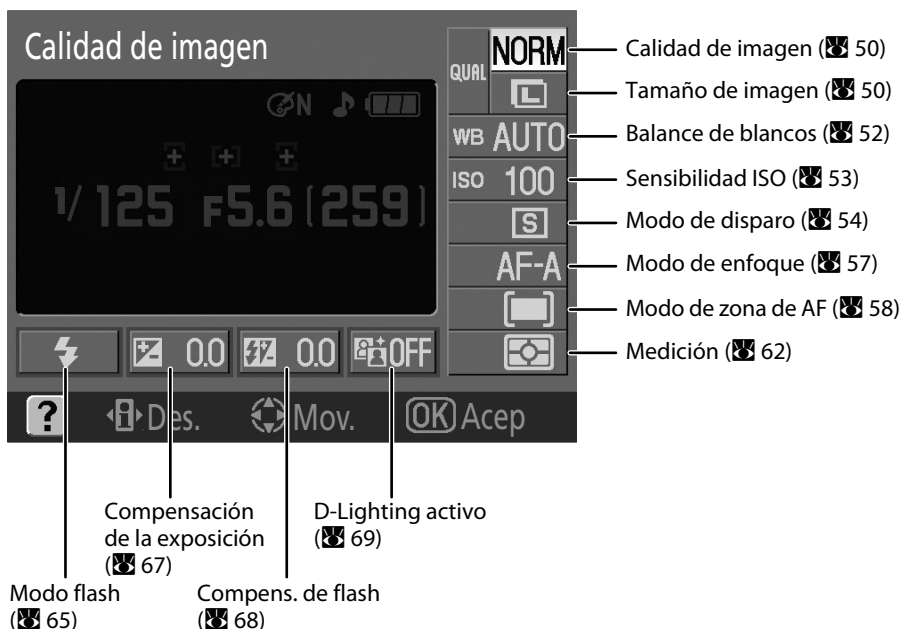 Calidad de imagen
QUAL NORM
L
N
WB AUTO
ISO 100
1/125 F5.6 [259]
S
AF-A
0.0 0.0 OFF
? i Des. Mov. OK Acep
Calidad de imagen ( 50)
Tamaño de imagen ( 50)
Balance de blancos ( 52)
Sensibilidad ISO ( 53)
Modo de disparo ( 54)
Modo de enfoque ( 57)
Modo de zona de AF ( 58)
Medición ( 62)
Compensación
de la exposición
( 67)
D-Lighting activo
( 69)
Modo flash
( 65)
Compens. de flash
( 68)